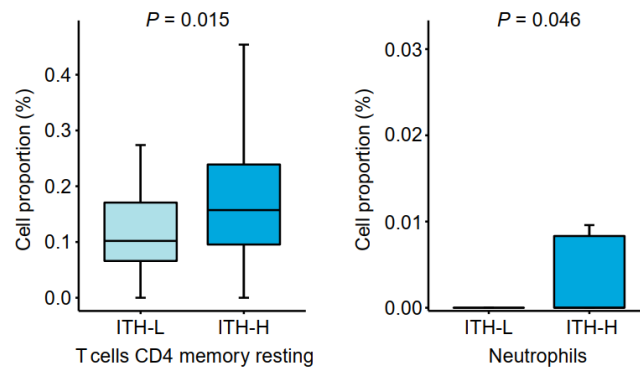 P = 0.015
Cell proportion (%)
0.4
0.3
0.2
0.1
0.0
ITH-L ITH-H
T cells CD4 memory resting
P = 0.046
Cell proportion (%)
0.03
0.02
0.01
0.00
ITH-L ITH-H
Neutrophils